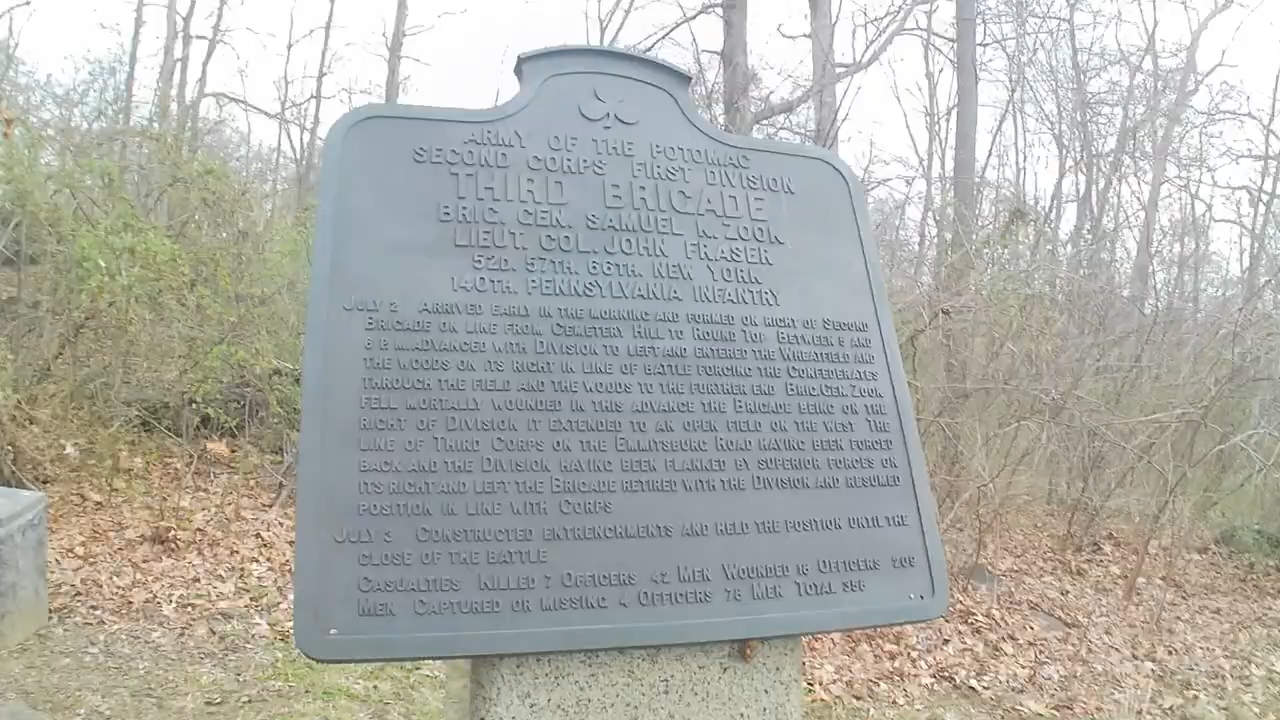 ARMY OF THE POTOMAC
SECOND CORPS FIRST DIVISION
THIRD BRIGADE
BRIG. GEN. SAMUEL K. ZOOK
LIEUT. COL. JOHN FRASER
52D. 57TH. 66TH. NEW YORK
140TH. PENNSYLVANIA INFANTRY
JULY 2 ARRIVED EARLY IN THE MORNING AND FORMED ON RIGHT OF SECOND
BRIGADE ON LINE FROM CEMETERY HILL TO ROUND TOP BETWEEN 5 AND
6 P. M. ADVANCED WITH DIVISION TO LEFT AND ENTERED THE WHEATFIELD AND
THE WOODS ON ITS RIGHT IN LINE OF BATTLE FORCING THE CONFEDERATES
THROUGH THE FIELD AND THE WOODS TO THE FURTHER END BRIG. GEN. ZOOK
FELL MORTALLY WOUNDED IN THIS ADVANCE THE BRIGADE BEING ON THE
RIGHT OF DIVISION IT EXTENDED TO AN OPEN FIELD ON THE WEST THE
LINE OF THIRD CORPS ON THE EMMITSBURG ROAD HAVING BEEN FORCED
BACK AND THE DIVISION HAVING BEEN FLANKED BY SUPERIOR FORCES ON
ITS RIGHT AND LEFT THE BRIGADE RETIRED WITH THE DIVISION AND RESUMED
POSITION IN LINE WITH CORPS
JULY 3 CONSTRUCTED ENTRENCHMENTS AND HELD THE POSITION UNTIL THE
CLOSE OF THE BATTLE
CASUALTIES KILLED 7 OFFICERS 42 MEN WOUNDED 18 OFFICERS 209
MEN CAPTURED OR MISSING 4 OFFICERS 78 MEN TOTAL 358